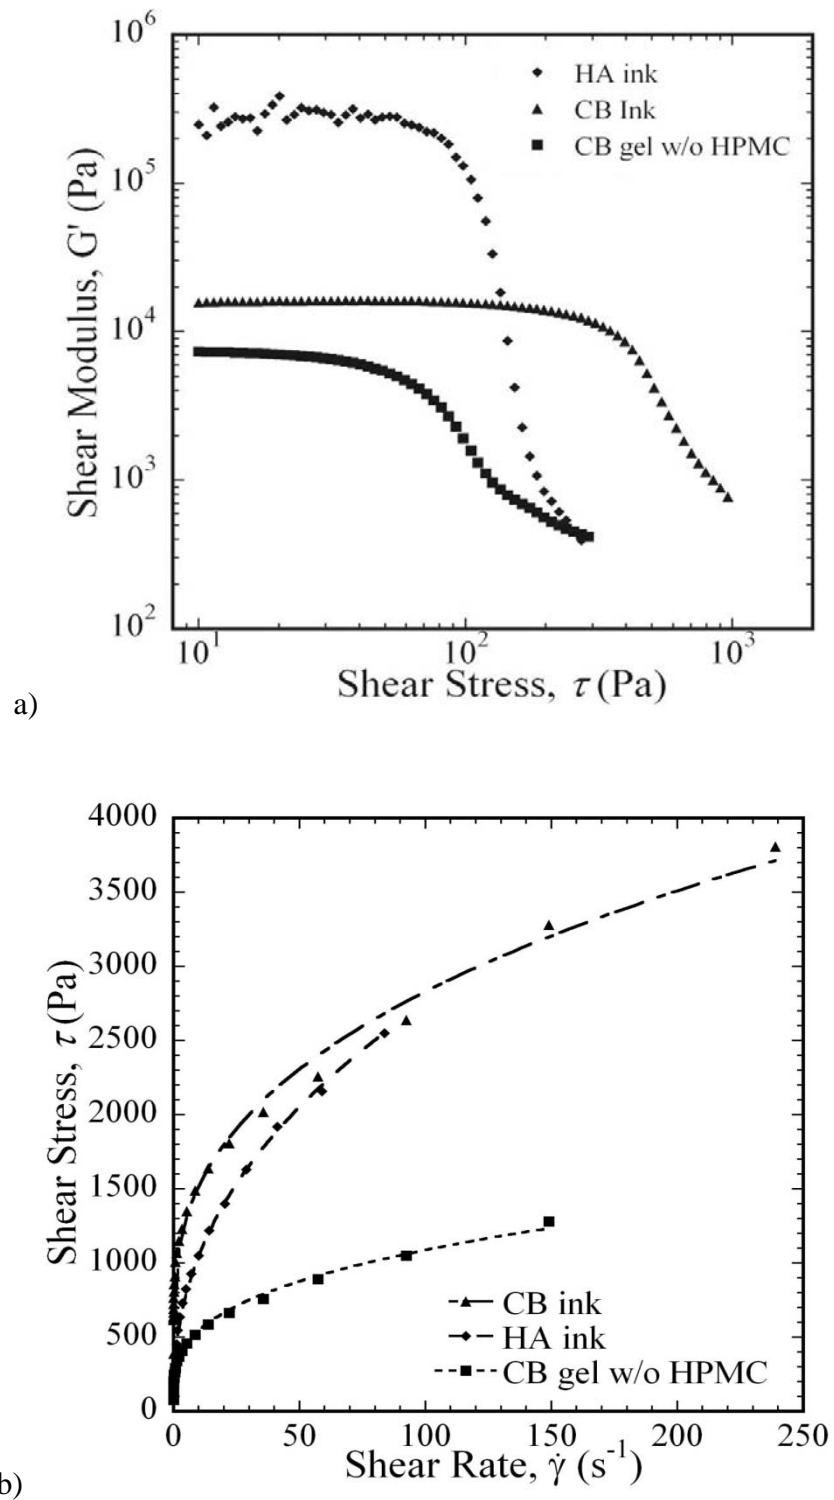 10^6
HA ink
CB Ink
CB gel w/o HPMC
10^5
Shear Modulus, G' (Pa)
10^4
10^3
10^2
10^1 10^2 10^3
Shear Stress, τ (Pa)
a)
4000
3500
3000
2500
2000
1500
1000
500
0
Shear Stress, τ (Pa)
CB ink
HA ink
CB gel w/o HPMC
0 50 100 150 200 250
Shear Rate, γ̇ (s^-1)
b)